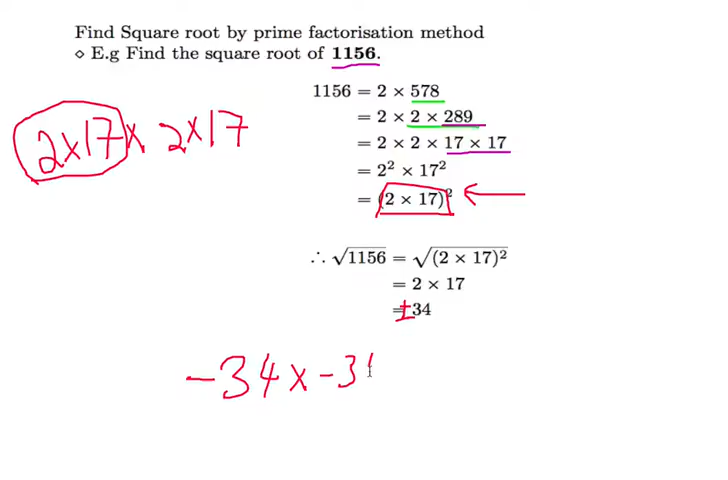 Find Square root by prime factorisation method
⋄ E.g Find the square root of 1156.
1156 = 2 × 578
= 2 × 2 × 289
2×17 × 2×17
= 2 × 2 × 17 × 17
= 2² × 17²
= (2 × 17)²
∴ √1156 = √(2 × 17)²
= 2 × 17
= ±34
-34 x -34